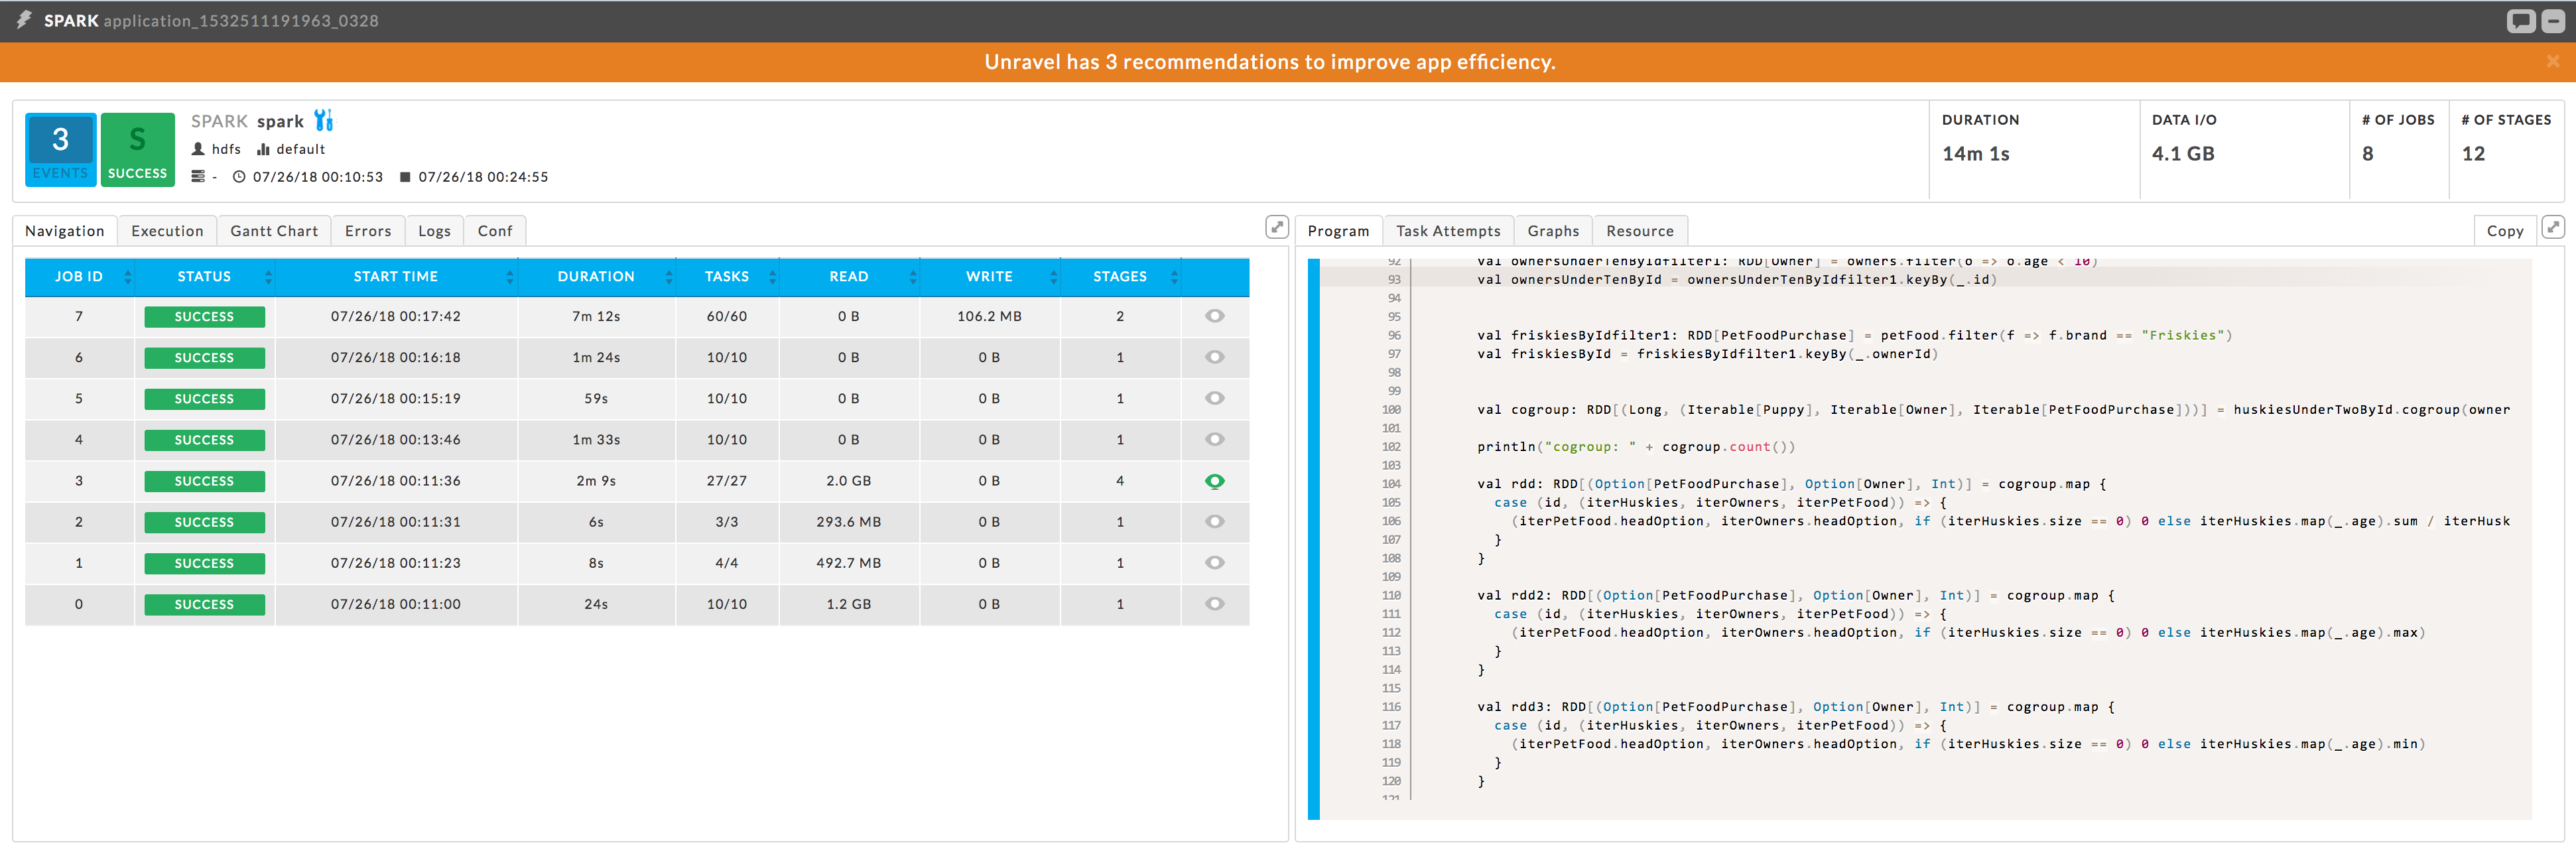 SPARK application_1532511191963_0328
Unravel has 3 recommendations to improve app efficiency.
3
EVENTS
S
SUCCESS
SPARK spark
hdfs default
- 07/26/18 00:10:53 07/26/18 00:24:55
DURATION
14m 1s
DATA I/O
4.1 GB
# OF JOBS
8
# OF STAGES
12
Navigation Execution Gantt Chart Errors Logs Conf
JOB ID STATUS START TIME DURATION TASKS READ WRITE STAGES
7 SUCCESS 07/26/18 00:17:42 7m 12s 60/60 0 B 106.2 MB 2
6 SUCCESS 07/26/18 00:16:18 1m 24s 10/10 0 B 0 B 1
5 SUCCESS 07/26/18 00:15:19 59s 10/10 0 B 0 B 1
4 SUCCESS 07/26/18 00:13:46 1m 33s 10/10 0 B 0 B 1
3 SUCCESS 07/26/18 00:11:36 2m 9s 27/27 2.0 GB 0 B 4
2 SUCCESS 07/26/18 00:11:31 6s 3/3 293.6 MB 0 B 1
1 SUCCESS 07/26/18 00:11:23 8s 4/4 492.7 MB 0 B 1
0 SUCCESS 07/26/18 00:11:00 24s 10/10 1.2 GB 0 B 1
Program Task Attempts Graphs Resource Copy
92 val ownersUnderTenByIdfilter1: RDD[Owner] = owners.filter(o => o.age < 10)
93 val ownersUnderTenById = ownersUnderTenByIdfilter1.keyBy(_.id)
94
95
96 val friskiesByIdfilter1: RDD[PetFoodPurchase] = petFood.filter(f => f.brand == "Friskies")
97 val friskiesById = friskiesByIdfilter1.keyBy(_.ownerId)
98
99
100 val cogroup: RDD[(Long, (Iterable[Puppy], Iterable[Owner], Iterable[PetFoodPurchase]))] = huskiesUnderTwoById.cogroup(owner
101
102 println("cogroup: " + cogroup.count())
103
104 val rdd: RDD[(Option[PetFoodPurchase], Option[Owner], Int)] = cogroup.map {
105 case (id, (iterHuskies, iterOwners, iterPetFood)) => {
106 (iterPetFood.headOption, iterOwners.headOption, if (iterHuskies.size == 0) 0 else iterHuskies.map(_.age).sum / iterHusk
107 }
108 }
109
110 val rdd2: RDD[(Option[PetFoodPurchase], Option[Owner], Int)] = cogroup.map {
111 case (id, (iterHuskies, iterOwners, iterPetFood)) => {
112 (iterPetFood.headOption, iterOwners.headOption, if (iterHuskies.size == 0) 0 else iterHuskies.map(_.age).max)
113 }
114 }
115
116 val rdd3: RDD[(Option[PetFoodPurchase], Option[Owner], Int)] = cogroup.map {
117 case (id, (iterHuskies, iterOwners, iterPetFood)) => {
118 (iterPetFood.headOption, iterOwners.headOption, if (iterHuskies.size == 0) 0 else iterHuskies.map(_.age).min)
119 }
120 }
121